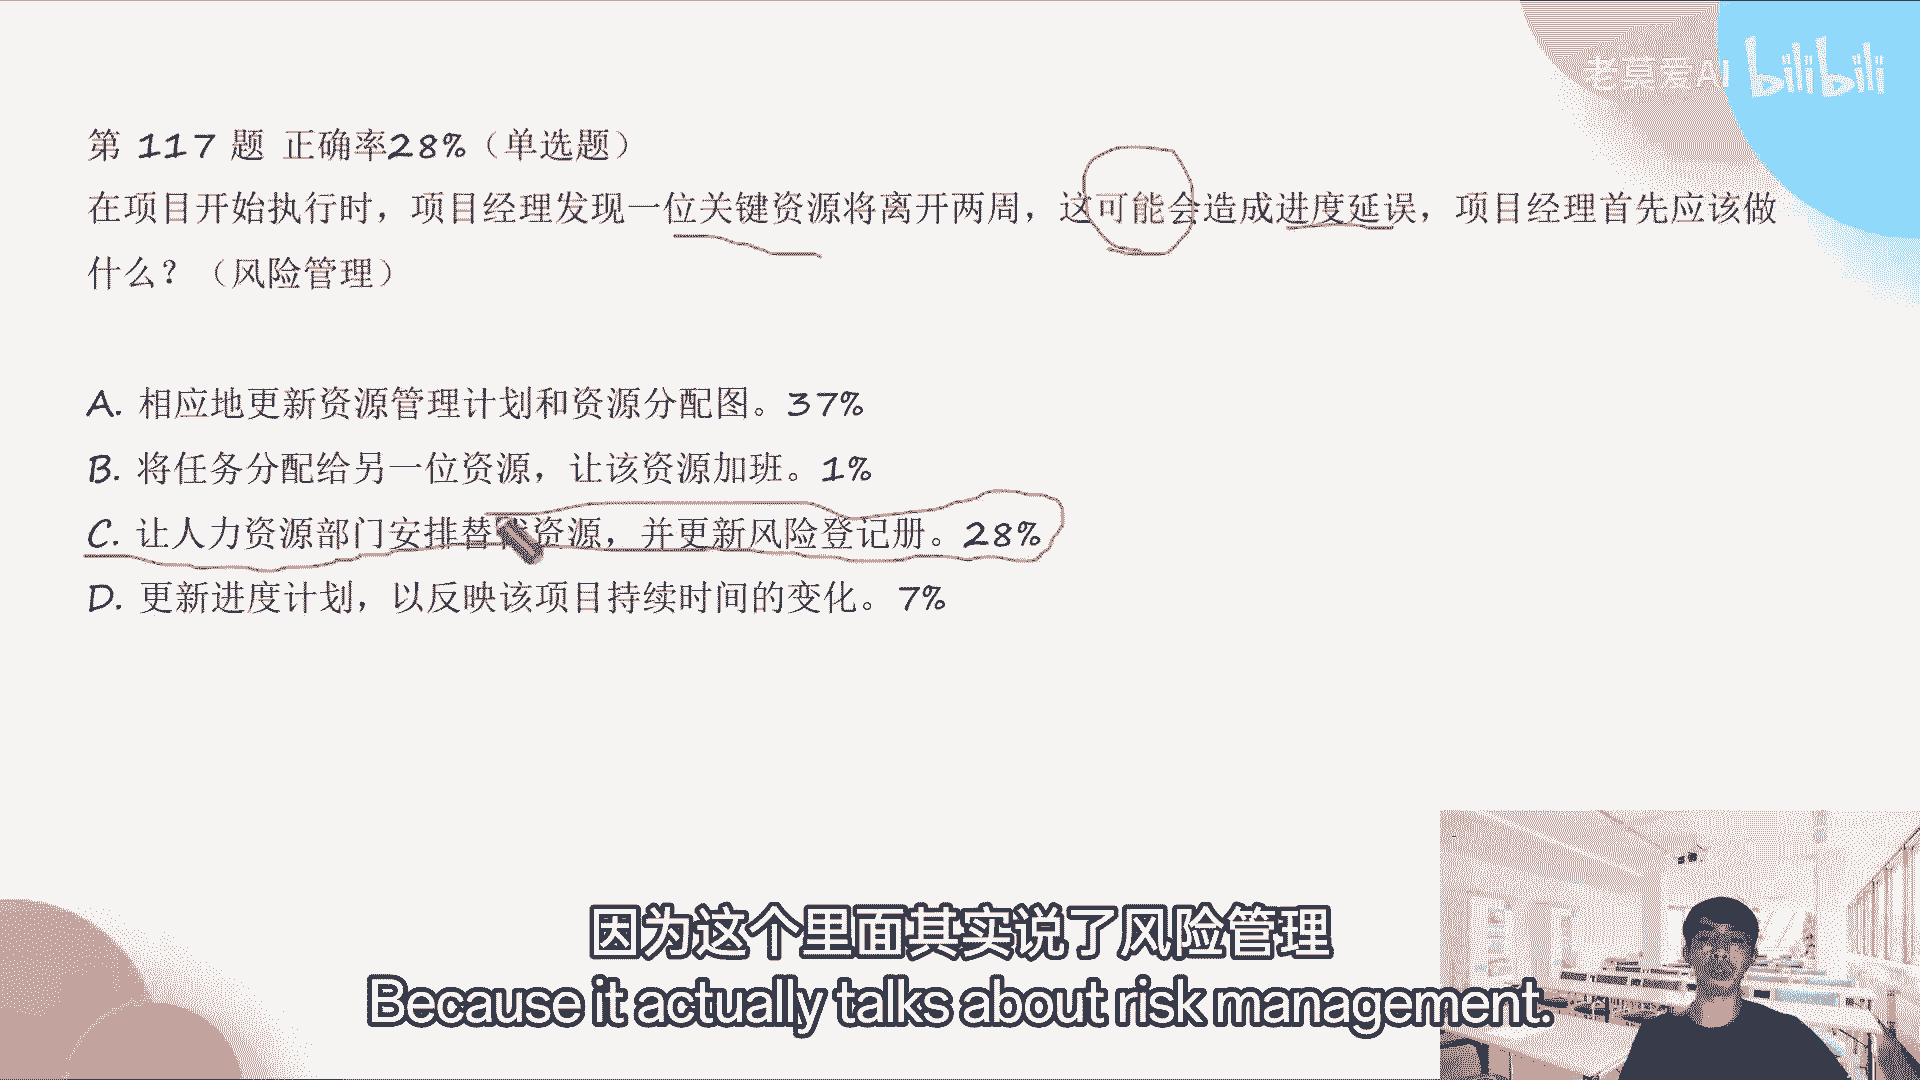 老莫爱AI bilibili
第 117 题 正确率28%（单选题）
在项目开始执行时，项目经理发现一位关键资源将离开两周，这可能会造成进度延误，项目经理首先应该做
什么？（风险管理）
A. 相应地更新资源管理计划和资源分配图。37%
B. 将任务分配给另一位资源，让该资源加班。1%
C. 让人力资源部门安排替代资源，并更新风险登记册。28%
D. 更新进度计划，以反映该项目持续时间的变化。7%
因为这个里面其实说了风险管理
Because it actually talks about risk management.